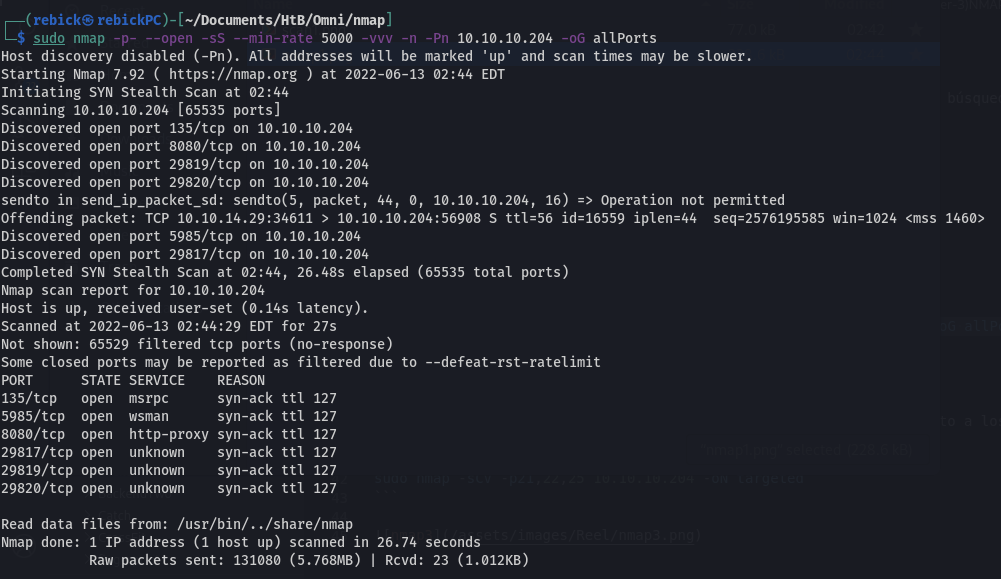 ┌──(rebick㉿rebickPC)-[~/Documents/HtB/Omni/nmap]
└─$ sudo nmap -p- --open -sS --min-rate 5000 -vvv -n -Pn 10.10.10.204 -oG allPorts
Host discovery disabled (-Pn). All addresses will be marked 'up' and scan times may be slower.
Starting Nmap 7.92 ( https://nmap.org ) at 2022-06-13 02:44 EDT
Initiating SYN Stealth Scan at 02:44
Scanning 10.10.10.204 [65535 ports]
Discovered open port 135/tcp on 10.10.10.204
Discovered open port 8080/tcp on 10.10.10.204
Discovered open port 29819/tcp on 10.10.10.204
Discovered open port 29820/tcp on 10.10.10.204
sendto in send_ip_packet_sd: sendto(5, packet, 44, 0, 10.10.10.204, 16) => Operation not permitted
Offending packet: TCP 10.10.14.29:34611 > 10.10.10.204:56908 S ttl=56 id=16559 iplen=44  seq=2576195585 win=1024 <mss 1460>
Discovered open port 5985/tcp on 10.10.10.204
Discovered open port 29817/tcp on 10.10.10.204
Completed SYN Stealth Scan at 02:44, 26.48s elapsed (65535 total ports)
Nmap scan report for 10.10.10.204
Host is up, received user-set (0.14s latency).
Scanned at 2022-06-13 02:44:29 EDT for 27s
Not shown: 65529 filtered tcp ports (no-response)
Some closed ports may be reported as filtered due to --defeat-rst-ratelimit
PORT      STATE SERVICE    REASON
135/tcp   open  msrpc      syn-ack ttl 127
5985/tcp  open  wsman      syn-ack ttl 127
8080/tcp  open  http-proxy syn-ack ttl 127
29817/tcp open  unknown    syn-ack ttl 127
29819/tcp open  unknown    syn-ack ttl 127
29820/tcp open  unknown    syn-ack ttl 127

Read data files from: /usr/bin/../share/nmap
Nmap done: 1 IP address (1 host up) scanned in 26.74 seconds
           Raw packets sent: 131080 (5.768MB) | Rcvd: 23 (1.012KB)